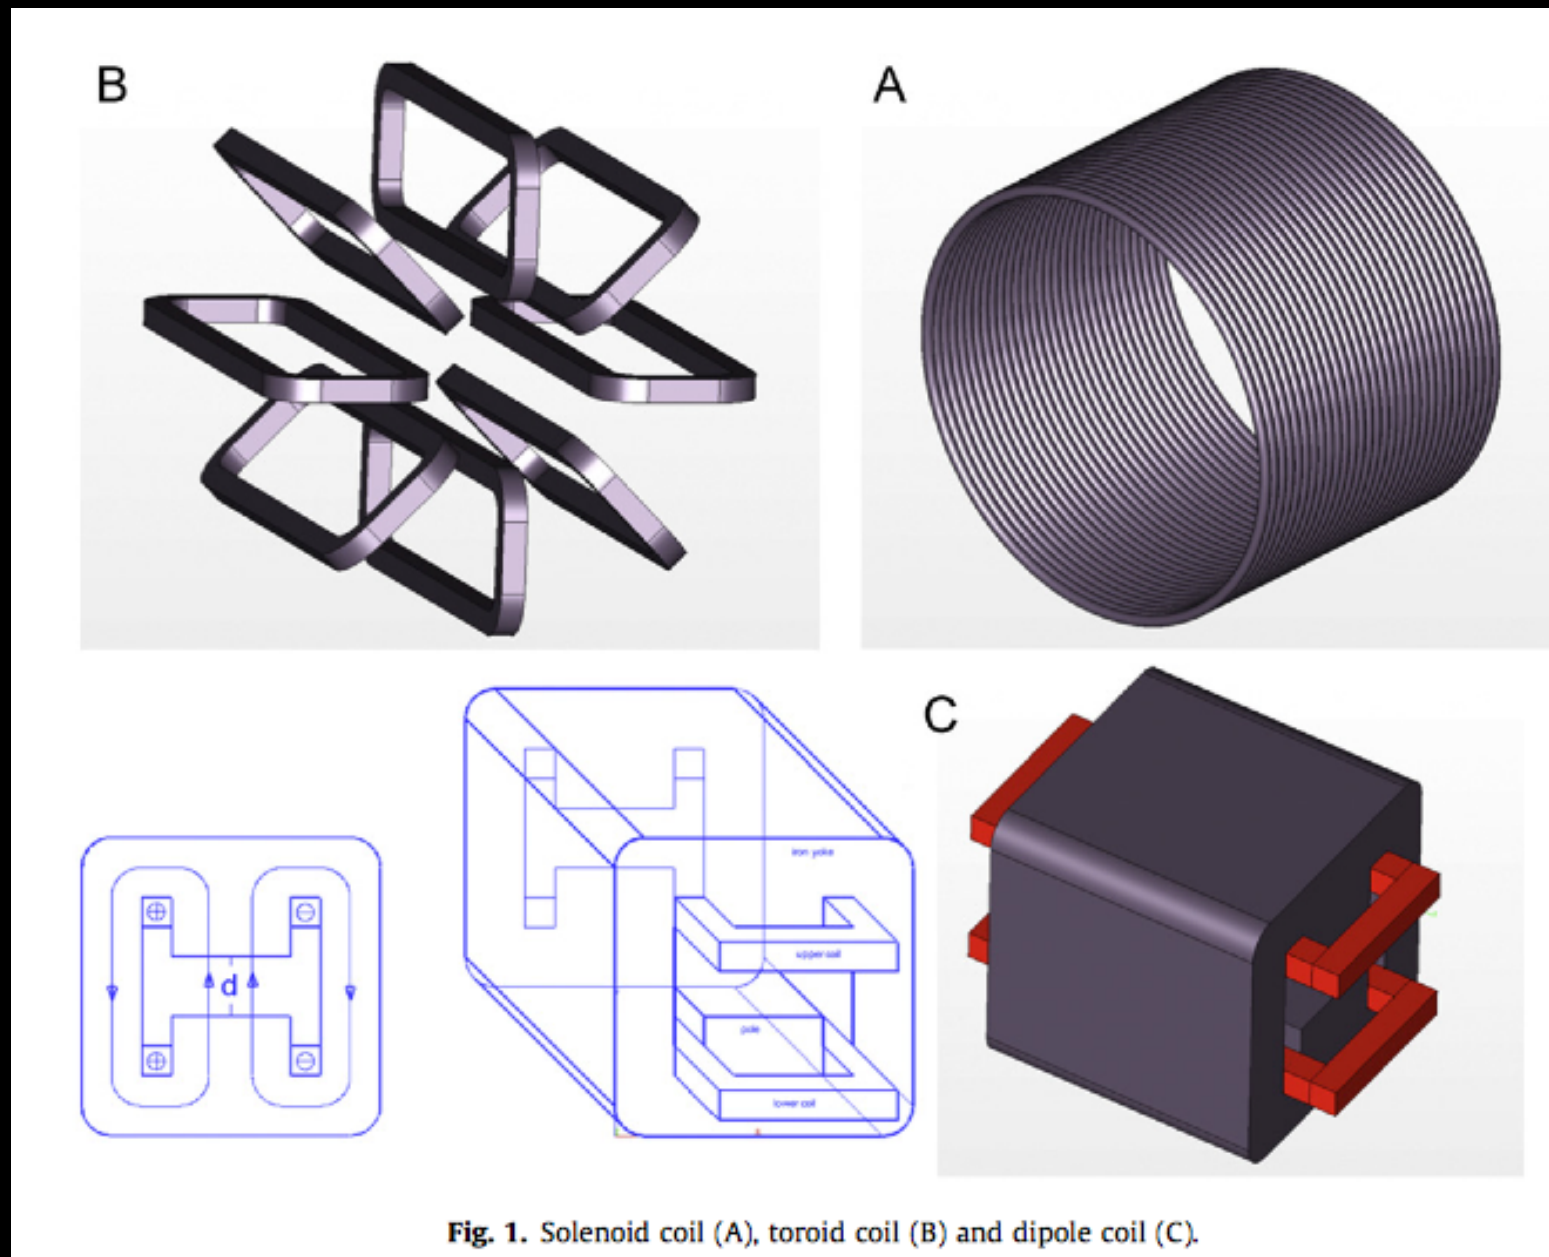 B
A
iron yoke
C
⊕
⊖
upper coil
d
pole
⊕
⊖
lower coil
Fig. 1. Solenoid coil (A), toroid coil (B) and dipole coil (C).